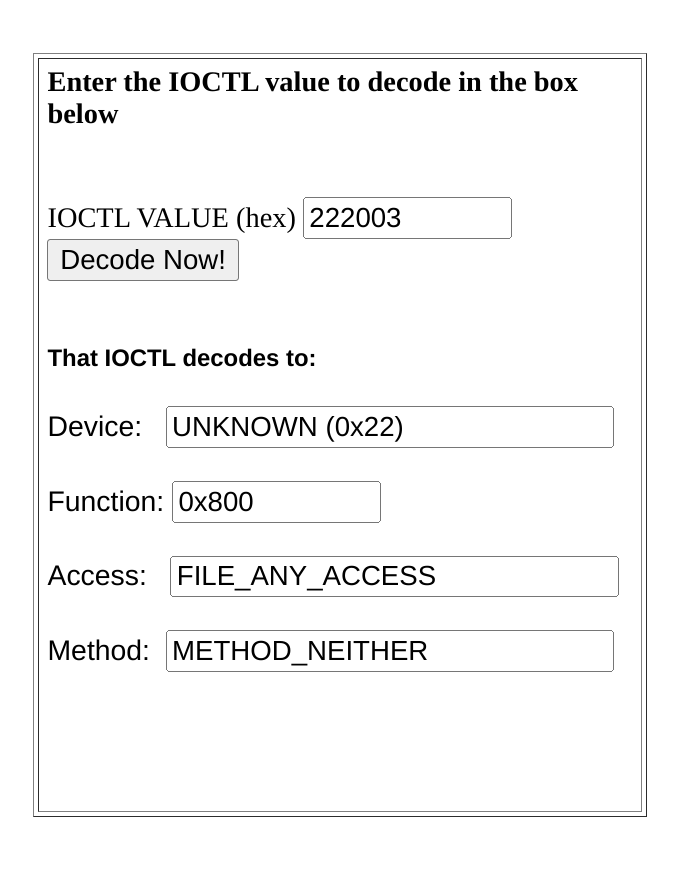 Enter the IOCTL value to decode in the box
below
IOCTL VALUE (hex) 222003
Decode Now!
That IOCTL decodes to:
Device: UNKNOWN (0x22)
Function: 0x800
Access: FILE_ANY_ACCESS
Method: METHOD_NEITHER